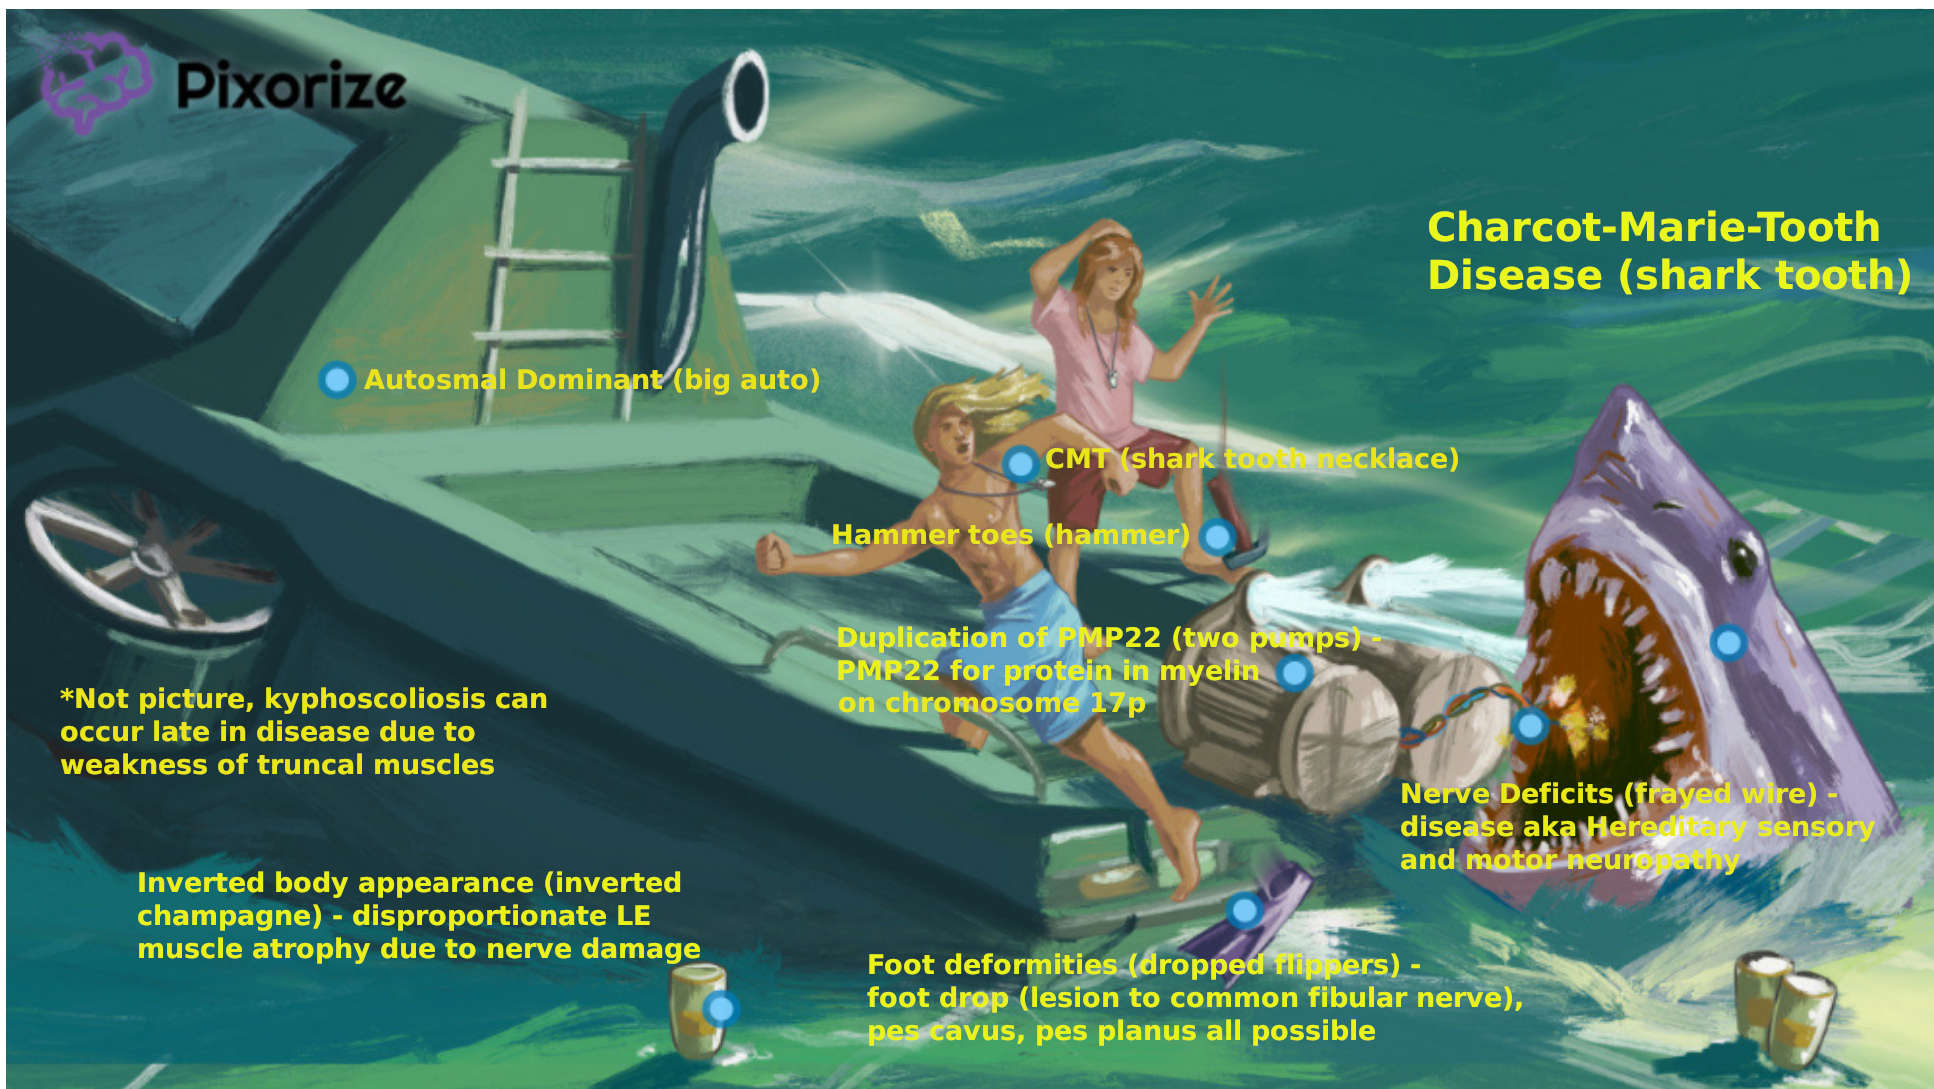 Pixorize
Charcot-Marie-Tooth
Disease (shark tooth)
Autosmal Dominant (big auto)
CMT (shark tooth necklace)
Hammer toes (hammer)
Duplication of PMP22 (two pumps) -
PMP22 for protein in myelin
on chromosome 17p
*Not picture, kyphoscoliosis can
occur late in disease due to
weakness of truncal muscles
Nerve Deficits (frayed wire) -
disease aka Hereditary sensory
and motor neuropathy
Inverted body appearance (inverted
champagne) - disproportionate LE
muscle atrophy due to nerve damage
Foot deformities (dropped flippers) -
foot drop (lesion to common fibular nerve),
pes cavus, pes planus all possible